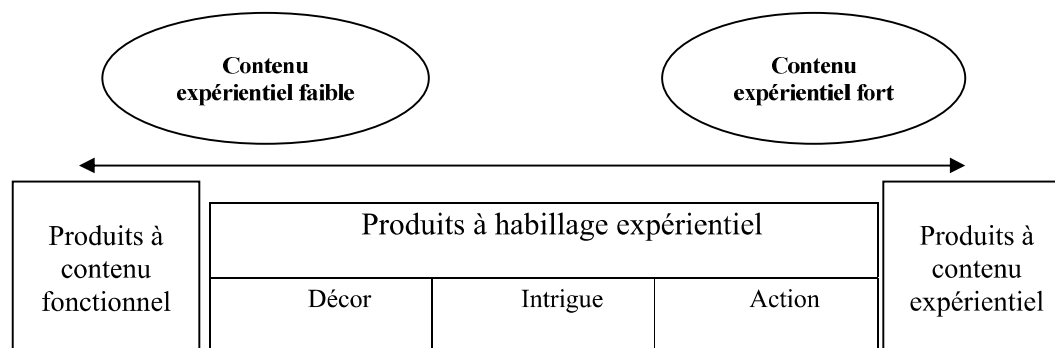 Contenu
expérientiel faible
Contenu
expérientiel fort
Produits à
contenu
fonctionnel
Produits à habillage expérientiel
Décor
Intrigue
Action
Produits à
contenu
expérientiel